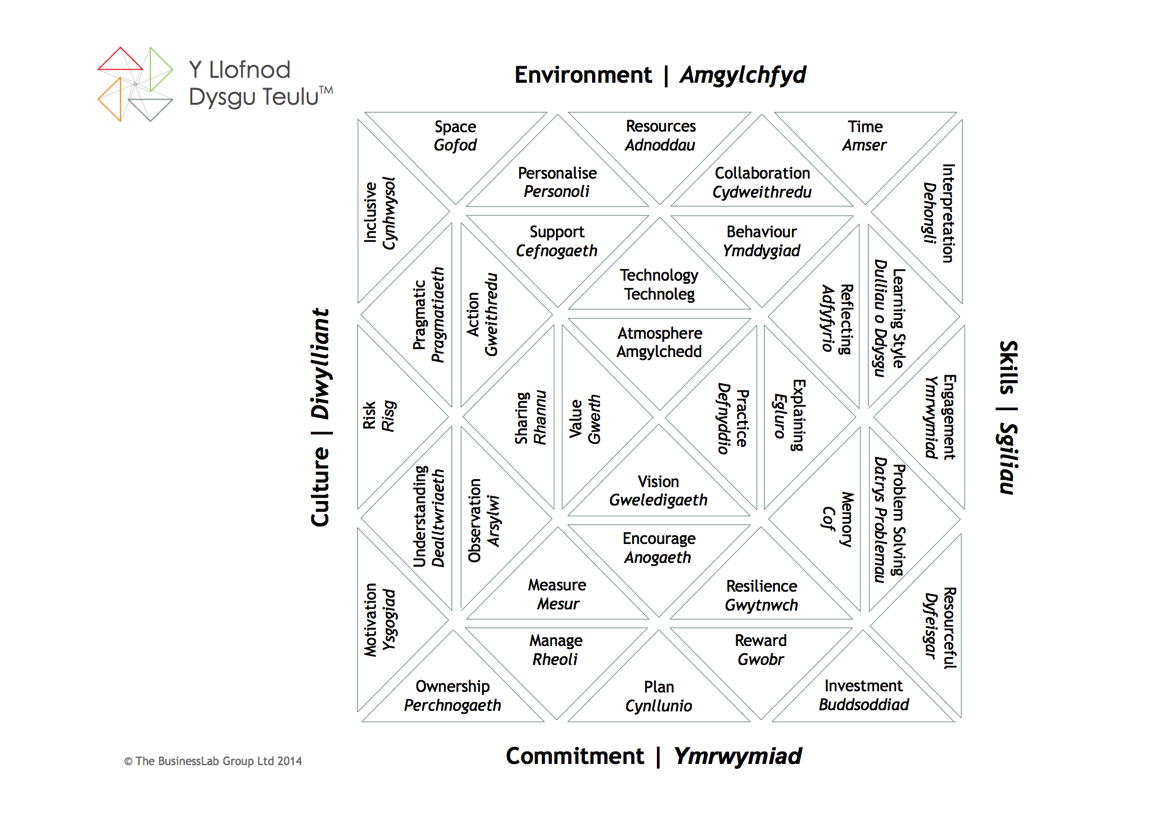 Y Llofnod
Dysgu Teulu™
Environment | Amgylchfyd
Space
Gofod
Resources
Adnoddau
Time
Amser
Personalise
Personoli
Collaboration
Cydweithredu
Support
Cefnogaeth
Behaviour
Ymddygiad
Technology
Technoleg
Atmosphere
Amgylchedd
Culture | Diwylliant
Inclusive
Cynhwysol
Pragmatic
Pragmatiaeth
Action
Gweithredu
Risk
Risg
Sharing
Rhannu
Value
Gwerth
Understanding
Dealltwriaeth
Observation
Arsylwi
Motivation
Ysgogiad
Skills | Sgiliau
Interpretation
Dehongli
Learning Style
Dulliau o Ddysgu
Reflecting
Adfyfyrio
Engagement
Ymrwymiad
Explaining
Egluro
Practice
Defnyddio
Problem Solving
Datrys Problemau
Memory
Cof
Resourceful
Dyfeisgar
Vision
Gweledigaeth
Encourage
Anogaeth
Measure
Mesur
Resilience
Gwytnwch
Manage
Rheoli
Reward
Gwobr
Ownership
Perchnogaeth
Plan
Cynllunio
Investment
Buddsoddiad
Commitment | Ymrwymiad
© The BusinessLab Group Ltd 2014